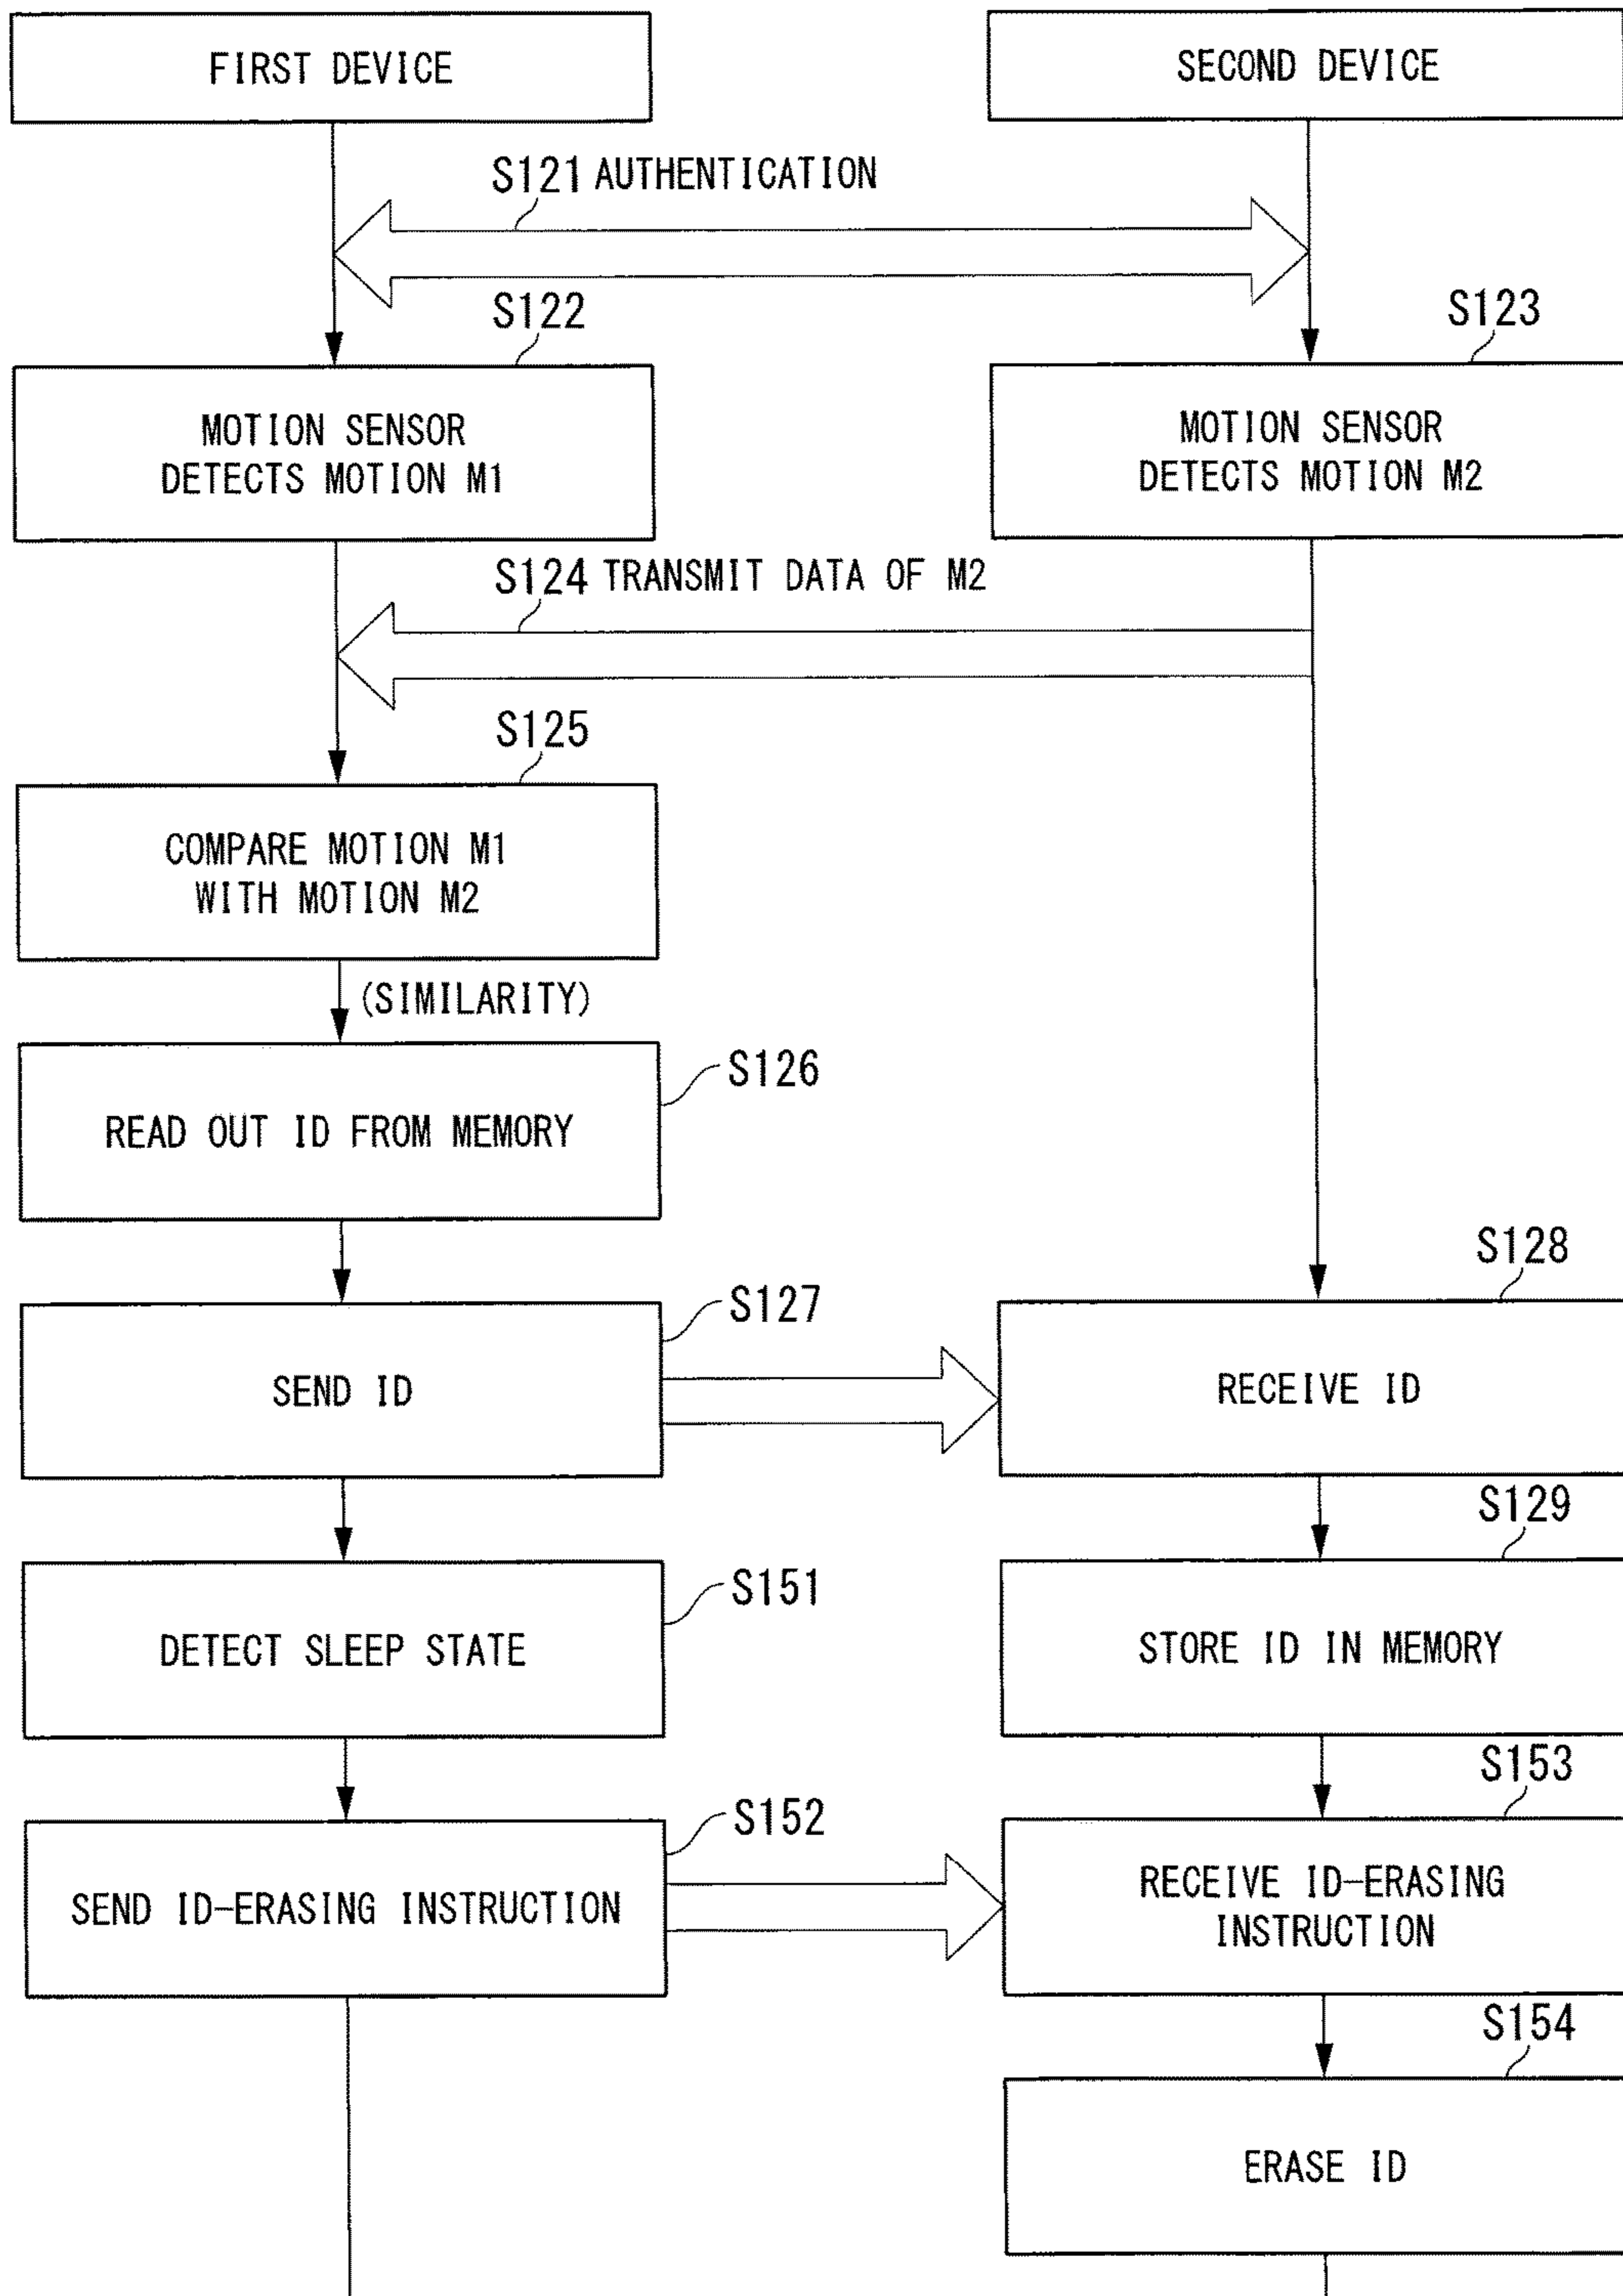 FIRST DEVICE
SECOND DEVICE
S121 AUTHENTICATION
S122
S123
MOTION SENSOR
DETECTS MOTION M1
MOTION SENSOR
DETECTS MOTION M2
S124 TRANSMIT DATA OF M2
S125
COMPARE MOTION M1
WITH MOTION M2
(SIMILARITY)
S126
READ OUT ID FROM MEMORY
S127
S128
SEND ID
RECEIVE ID
S129
S151
DETECT SLEEP STATE
STORE ID IN MEMORY
S152
S153
SEND ID-ERASING INSTRUCTION
RECEIVE ID-ERASING
INSTRUCTION
S154
ERASE ID